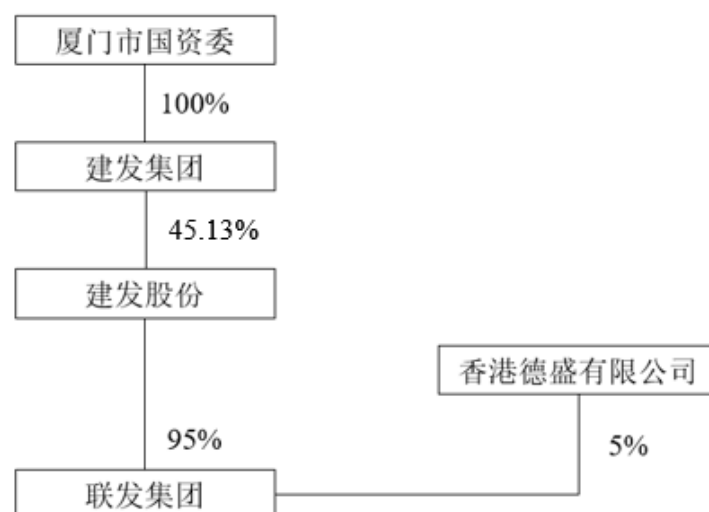 厦门市国资委
100%
建发集团
45.13%
建发股份
香港德盛有限公司
95%
5%
联发集团